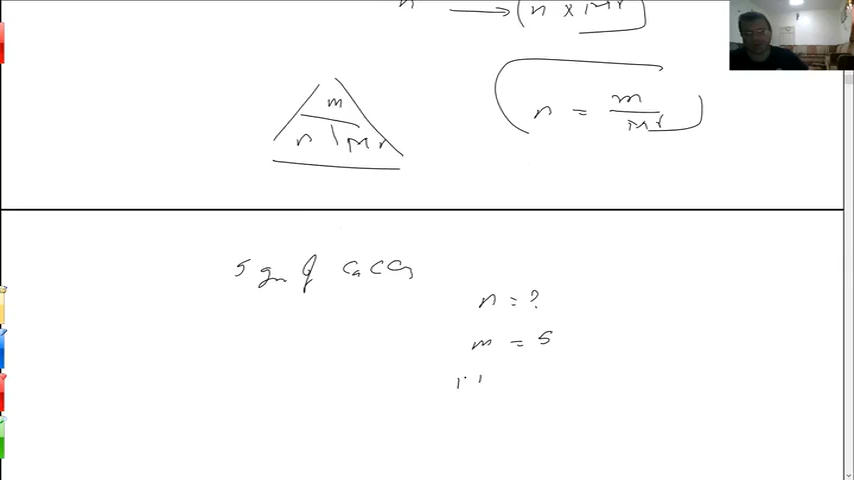 n → (n × Mr)
n = m / Mr
m
n | Mr
5 gm of CaCO3
n = ?
m = 5